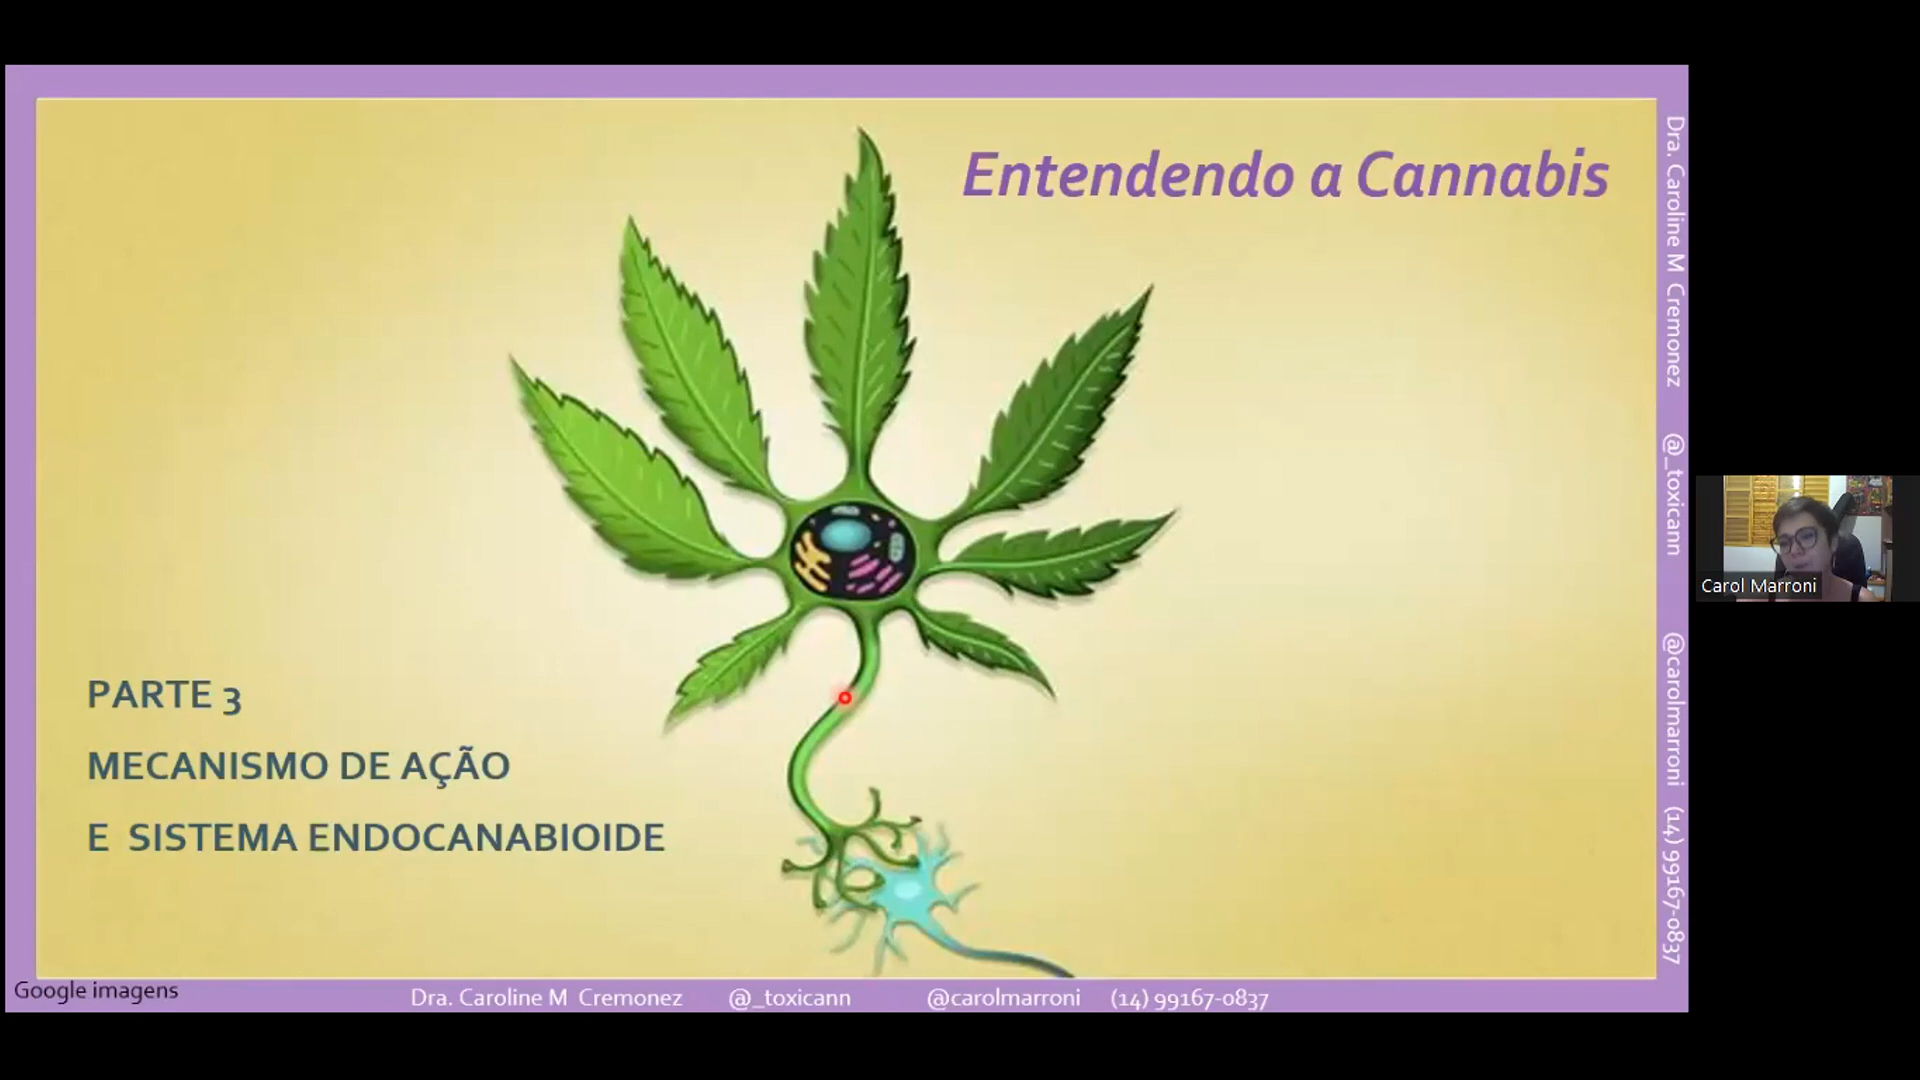 Entendendo a Cannabis
PARTE 3
MECANISMO DE AÇÃO
E SISTEMA ENDOCANABIOIDE
Google imagens
Dra. Caroline M Cremonez @_toxicann @carolmarroni (14) 99167-0837
Dra. Caroline M Cremonez @_toxicann @carolmarroni (14) 99167-0837
Carol Marroni